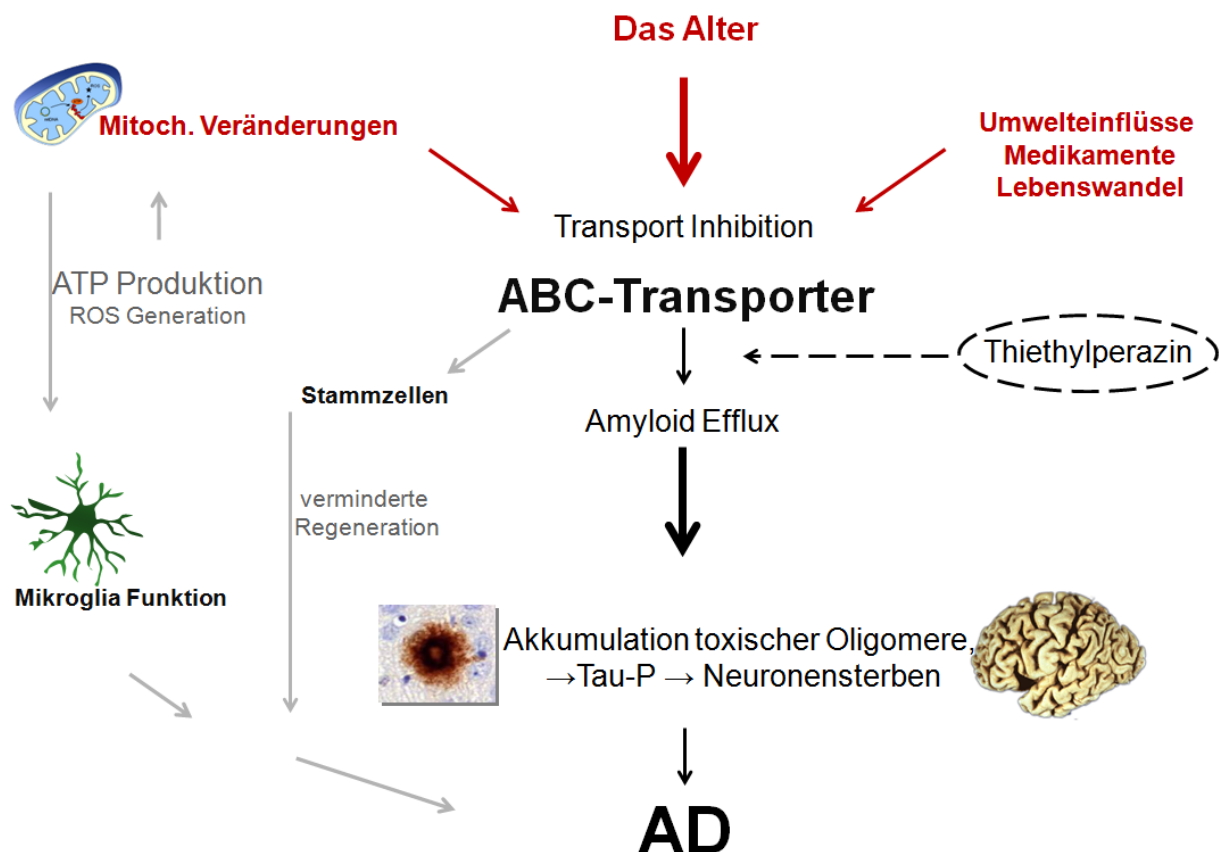 Das Alter
Mitoch. Veränderungen
Umwelteinflüsse
Medikamente
Lebenswandel
Transport Inhibition
ATP Produktion
ROS Generation
ABC-Transporter
Thiethylperazin
Stammzellen
Amyloid Efflux
verminderte
Regeneration
Mikroglia Funktion
Akkumulation toxischer Oligomere,
→Tau-P → Neuronensterben
AD